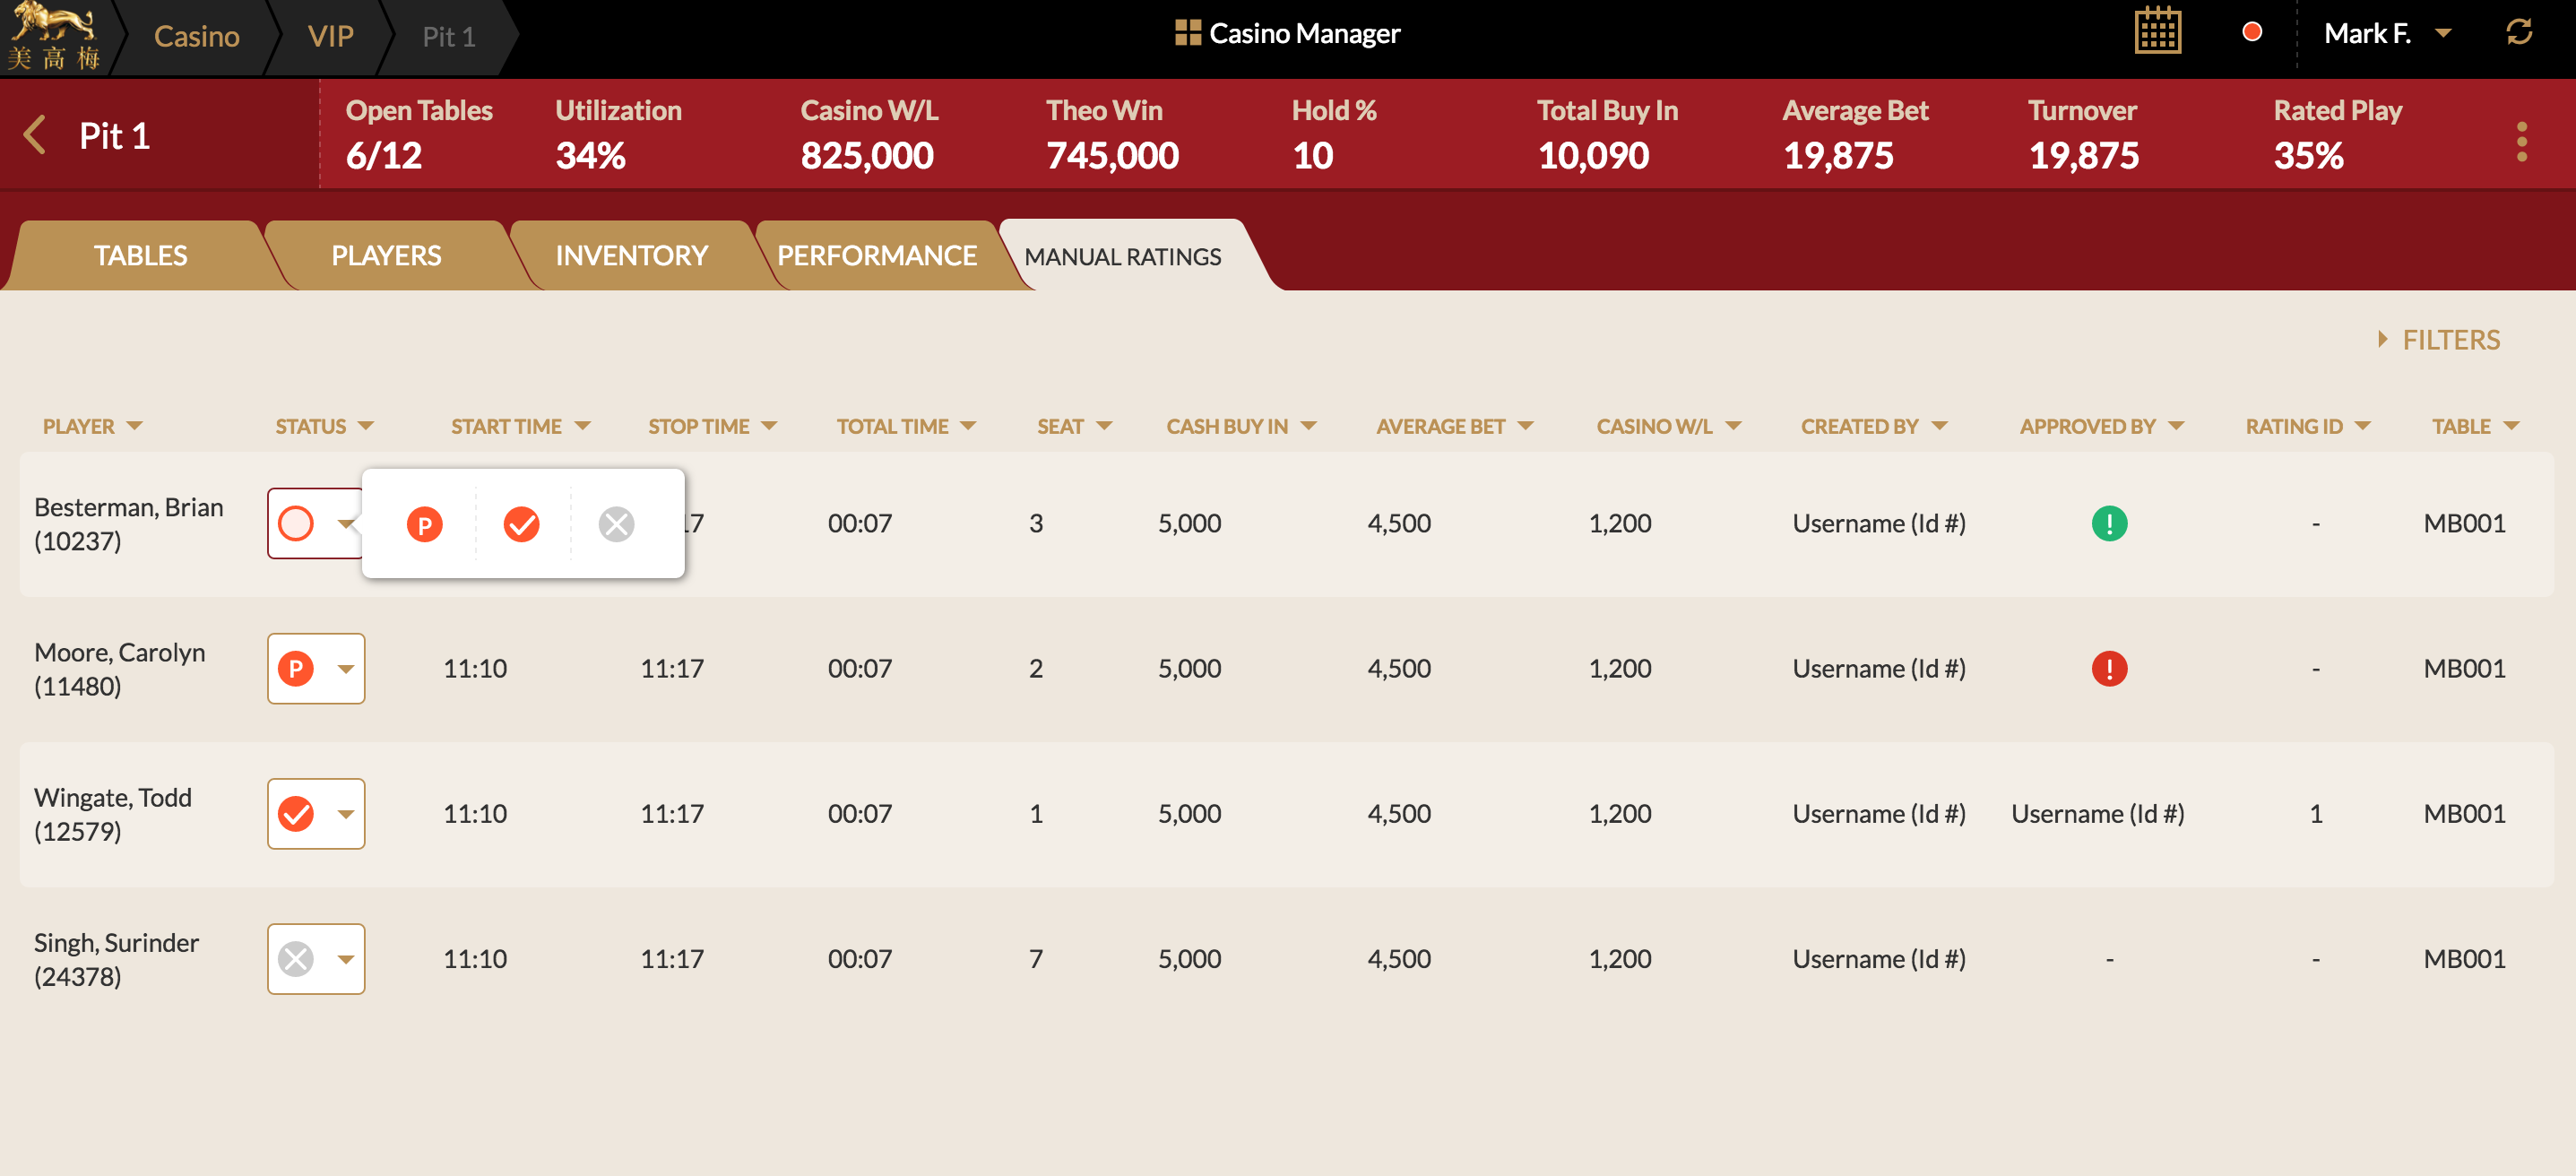 美高梅
Casino
VIP
Pit 1
Casino Manager
Mark F.
Pit 1
Open Tables
6/12
Utilization
34%
Casino W/L
825,000
Theo Win
745,000
Hold %
10
Total Buy In
10,090
Average Bet
19,875
Turnover
19,875
Rated Play
35%
TABLES
PLAYERS
INVENTORY
PERFORMANCE
MANUAL RATINGS
FILTERS
PLAYER STATUS START TIME STOP TIME TOTAL TIME SEAT CASH BUY IN AVERAGE BET CASINO W/L CREATED BY APPROVED BY RATING ID TABLE
Besterman, Brian
(10237)
P
17 00:07 3 5,000 4,500 1,200 Username (Id #) ! - MB001
Moore, Carolyn
(11480)
P 11:10 11:17 00:07 2 5,000 4,500 1,200 Username (Id #) ! - MB001
Wingate, Todd
(12579)
11:10 11:17 00:07 1 5,000 4,500 1,200 Username (Id #) Username (Id #) 1 MB001
Singh, Surinder
(24378)
11:10 11:17 00:07 7 5,000 4,500 1,200 Username (Id #) - - MB001